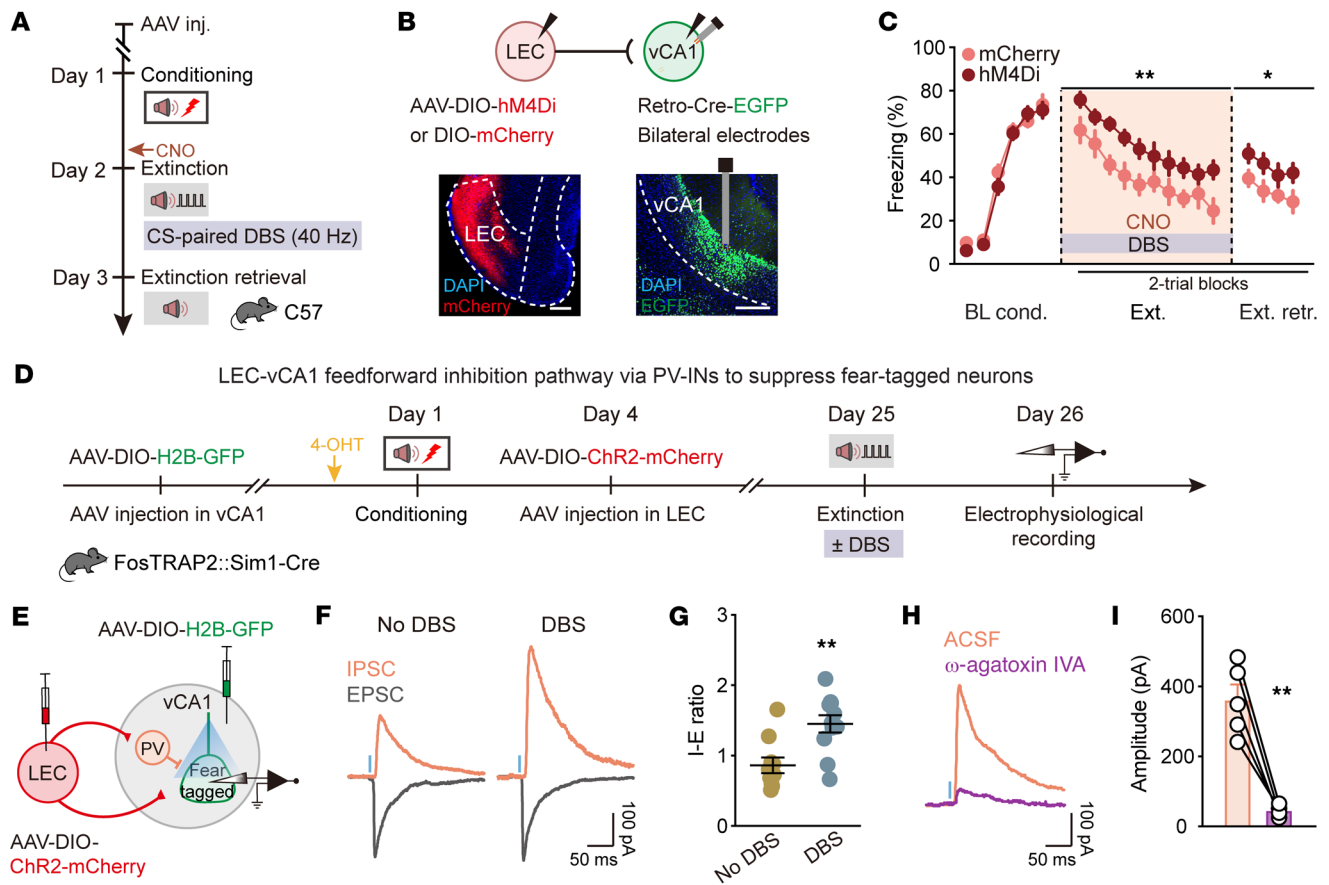 A
AAV inj.
Day 1
Conditioning
CNO
Day 2
Extinction
CS-paired DBS (40 Hz)
Day 3
Extinction retrieval
C57
B
LEC
vCA1
AAV-DIO-hM4Di
or DIO-mCherry
Retro-Cre-EGFP
Bilateral electrodes
LEC
DAPI
mCherry
vCA1
DAPI
EGFP
C
mCherry
hM4Di
Freezing (%)
100
80
60
40
20
0
**
*
CNO
DBS
2-trial blocks
BL cond.
Ext.
Ext. retr.
D
LEC-vCA1 feedforward inhibition pathway via PV-INs to suppress fear-tagged neurons
Day 1
Day 4
Day 25
Day 26
AAV-DIO-H2B-GFP
4-OHT
AAV-DIO-ChR2-mCherry
AAV injection in vCA1
Conditioning
AAV injection in LEC
Extinction
± DBS
Electrophysiological
recording
FosTRAP2::Sim1-Cre
E
AAV-DIO-H2B-GFP
vCA1
PV
LEC
Fear
tagged
AAV-DIO-
ChR2-mCherry
F
No DBS
DBS
IPSC
EPSC
100 pA
50 ms
G
I-E ratio
3
2
1
0
**
No DBS
DBS
H
ACSF
ω-agatoxin IVA
100 pA
50 ms
I
Amplitude (pA)
600
400
200
0
**